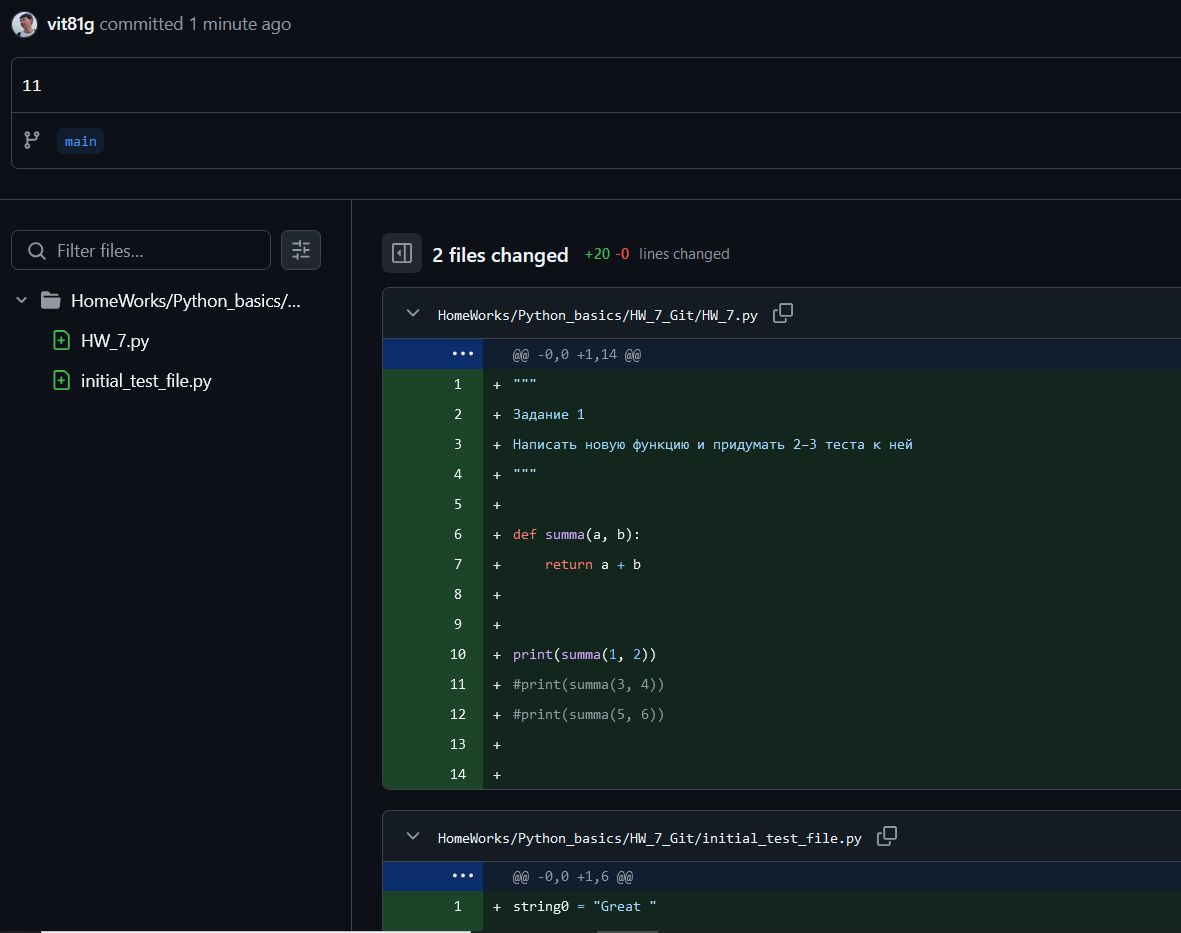 vit81g committed 1 minute ago
11
main
Filter files...
HomeWorks/Python_basics/...
HW_7.py
initial_test_file.py
2 files changed +20 -0 lines changed
HomeWorks/Python_basics/HW_7_Git/HW_7.py
@@ -0,0 +1,14 @@
1 + """
2 + Задание 1
3 + Написать новую функцию и придумать 2–3 теста к ней
4 + """
5 +
6 + def summa(a, b):
7 +     return a + b
8 +
9 +
10 + print(summa(1, 2))
11 + #print(summa(3, 4))
12 + #print(summa(5, 6))
13 +
14 +
HomeWorks/Python_basics/HW_7_Git/initial_test_file.py
@@ -0,0 +1,6 @@
1 + string0 = "Great "